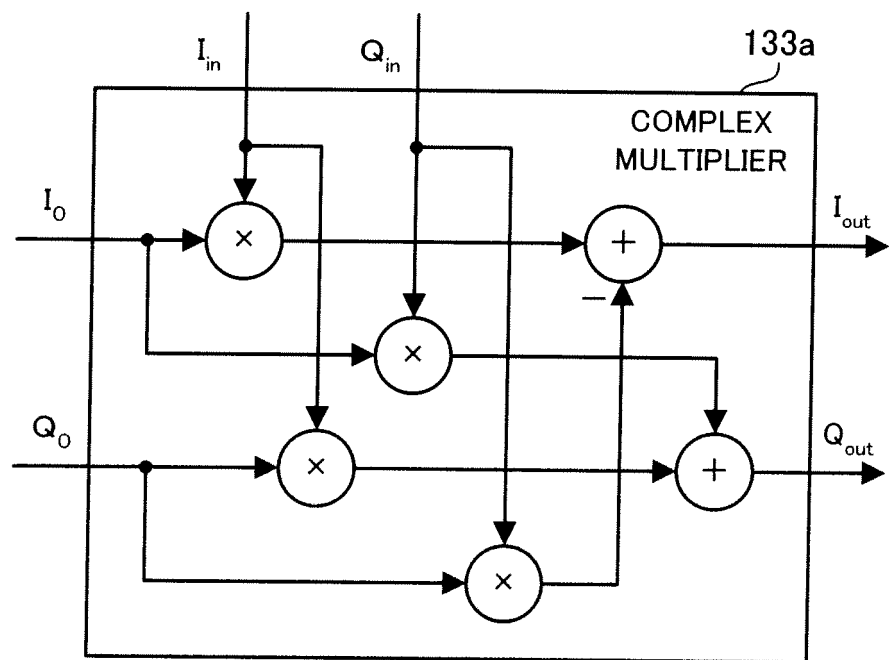 I_in
Q_in
133a
COMPLEX
MULTIPLIER
I_0
×
+
I_out
−
×
Q_0
×
+
Q_out
×